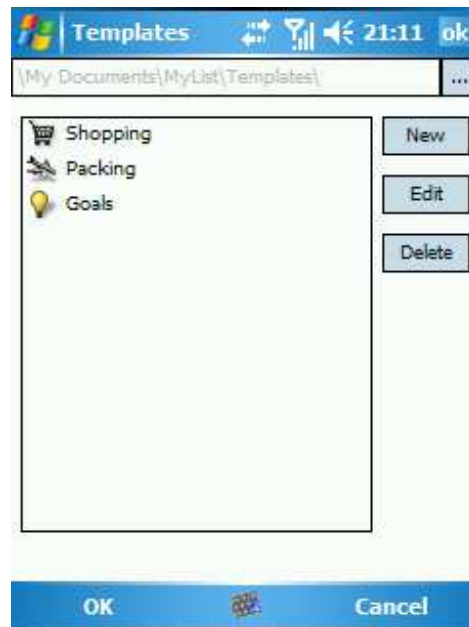 Templates 21:11 ok
\My Documents\MyList\Templates\ ...
Shopping
Packing
Goals
New
Edit
Delete
OK Cancel